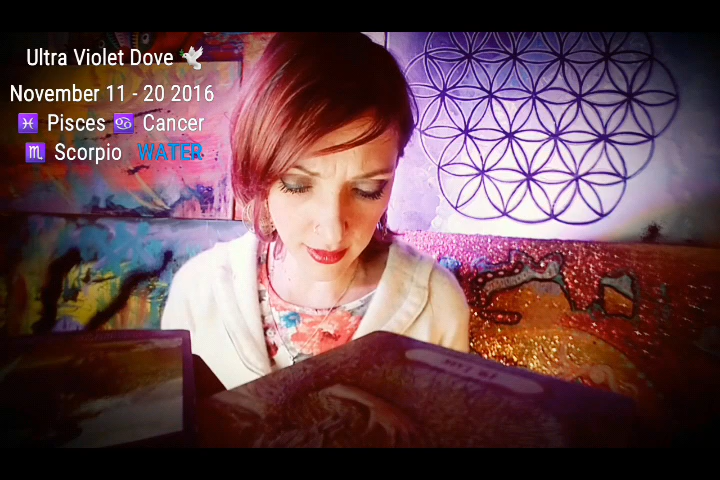 Ultra Violet Dove 🕊️
November 11 - 20 2016
♓ Pisces ♋ Cancer
♏ Scorpio WATER